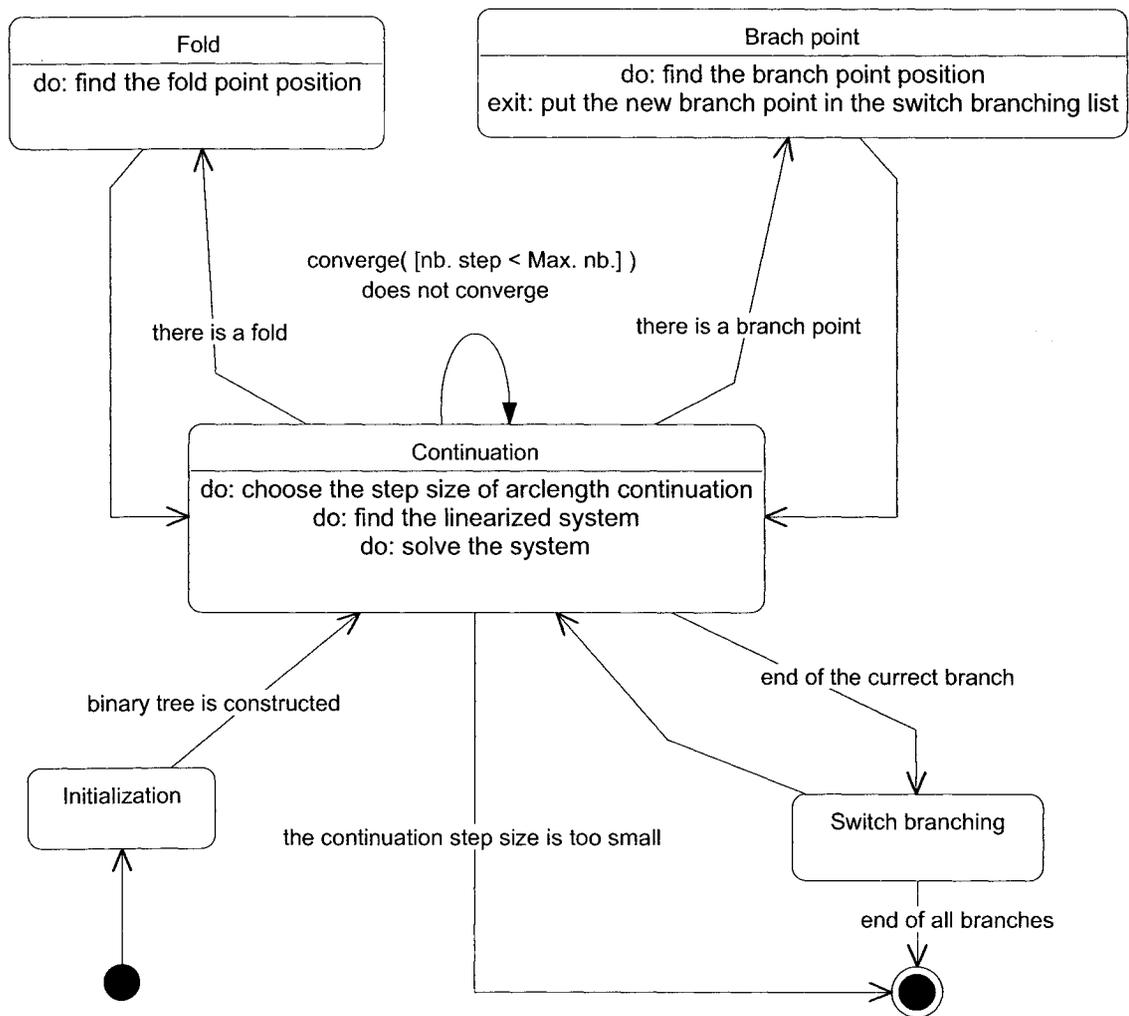 Fold
do: find the fold point position
Brach point
do: find the branch point position
exit: put the new branch point in the switch branching list
converge( [nb. step < Max. nb.] )
does not converge
there is a fold
there is a branch point
Continuation
do: choose the step size of arclength continuation
do: find the linearized system
do: solve the system
end of the currect branch
binary tree is constructed
Initialization
Switch branching
the continuation step size is too small
end of all branches